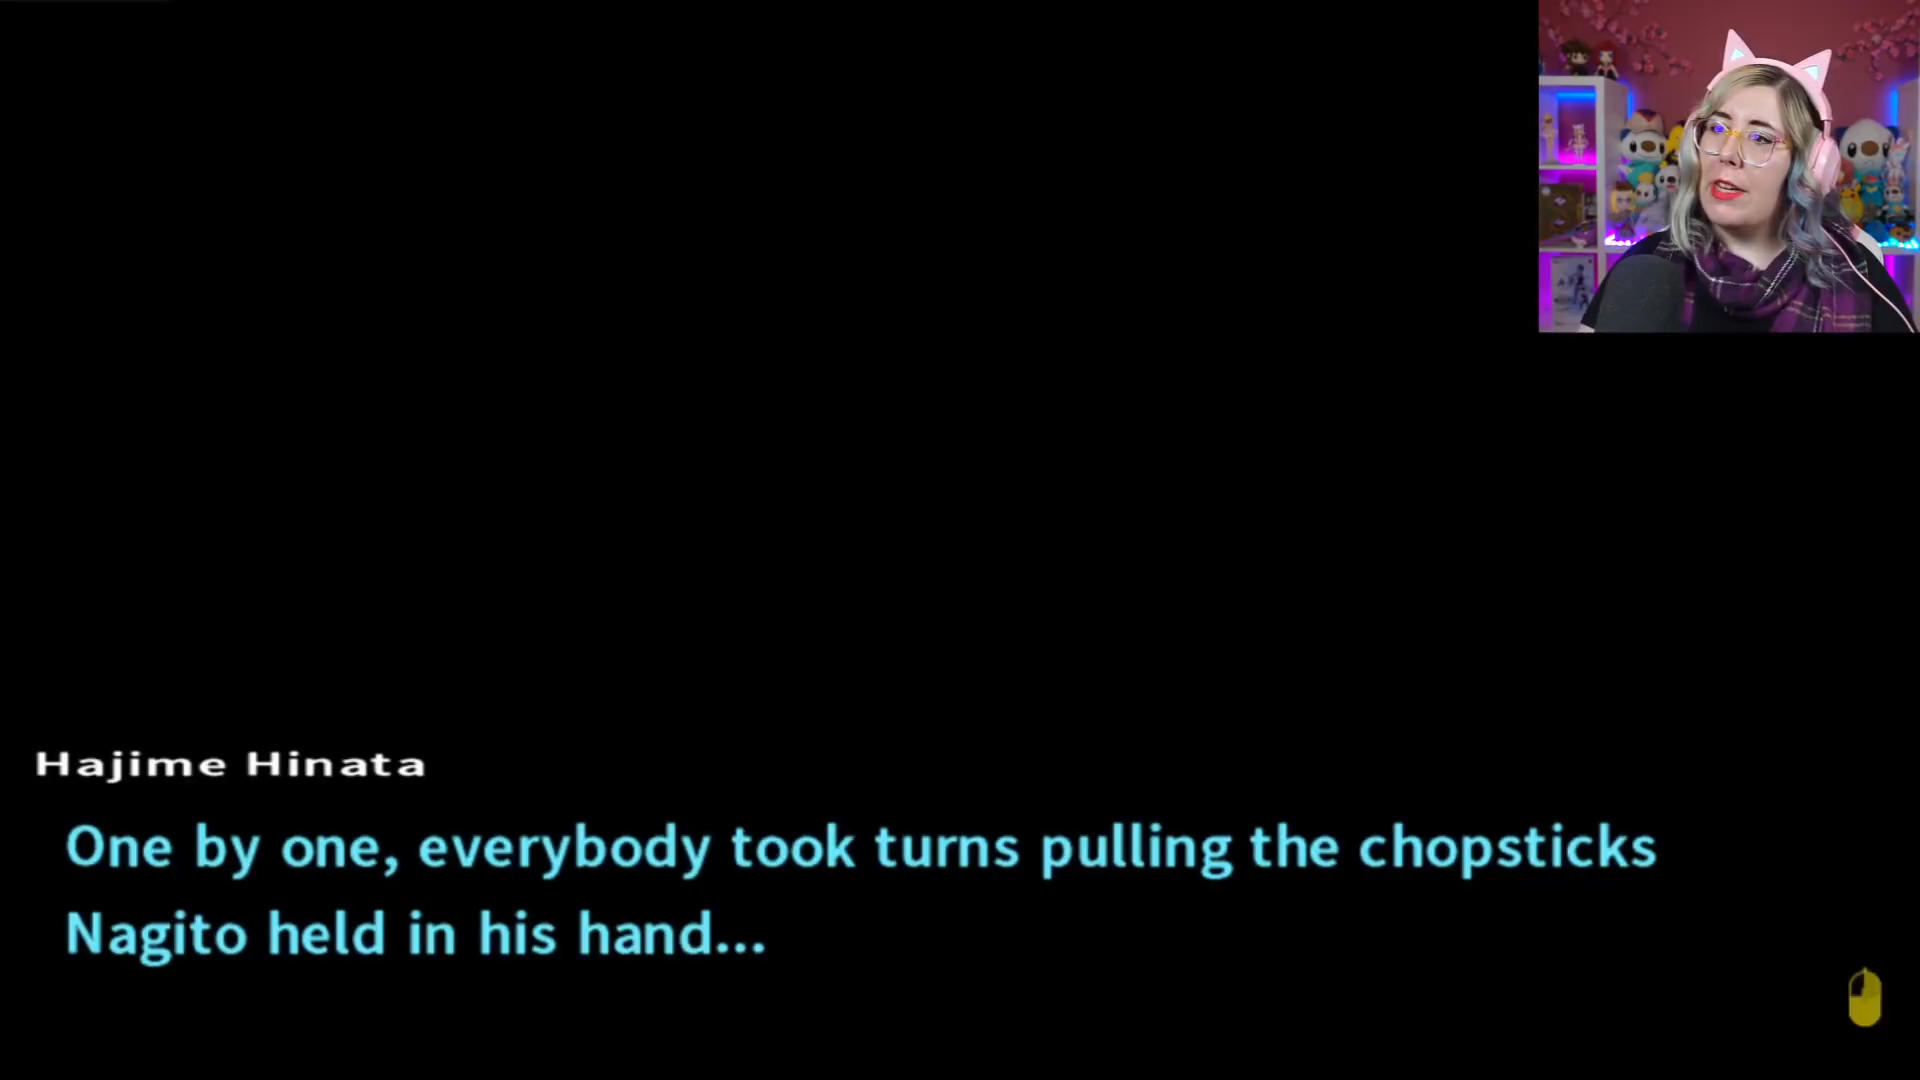 Hajime Hinata
One by one, everybody took turns pulling the chopsticks
Nagito held in his hand...